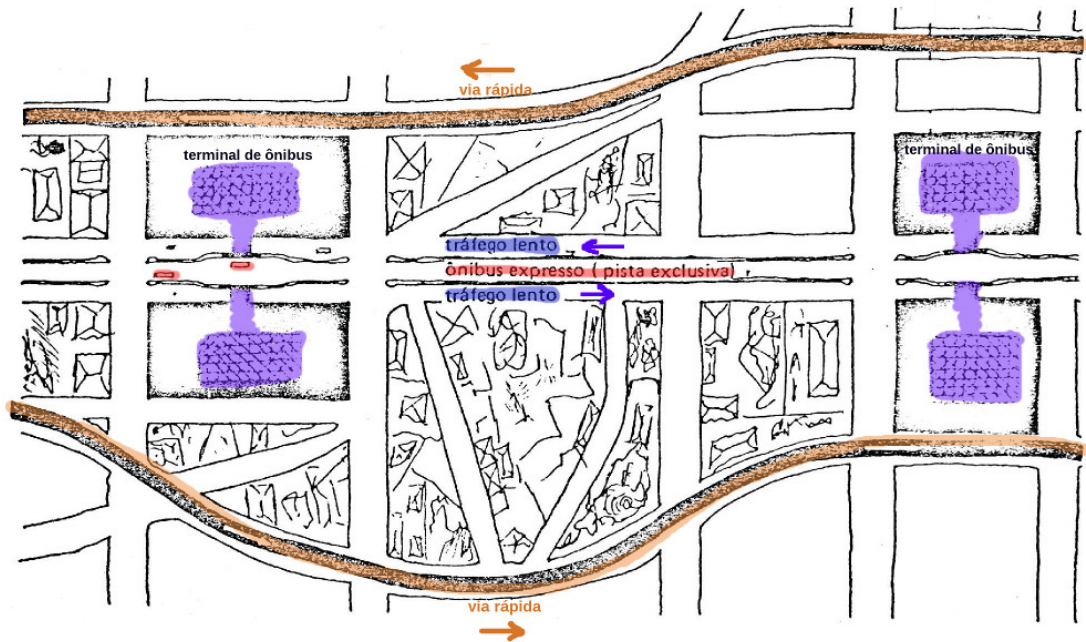 via rápida
terminal de ônibus
terminal de ônibus
tráfego lento
ônibus expresso ( pista exclusiva)
tráfego lento
via rápida